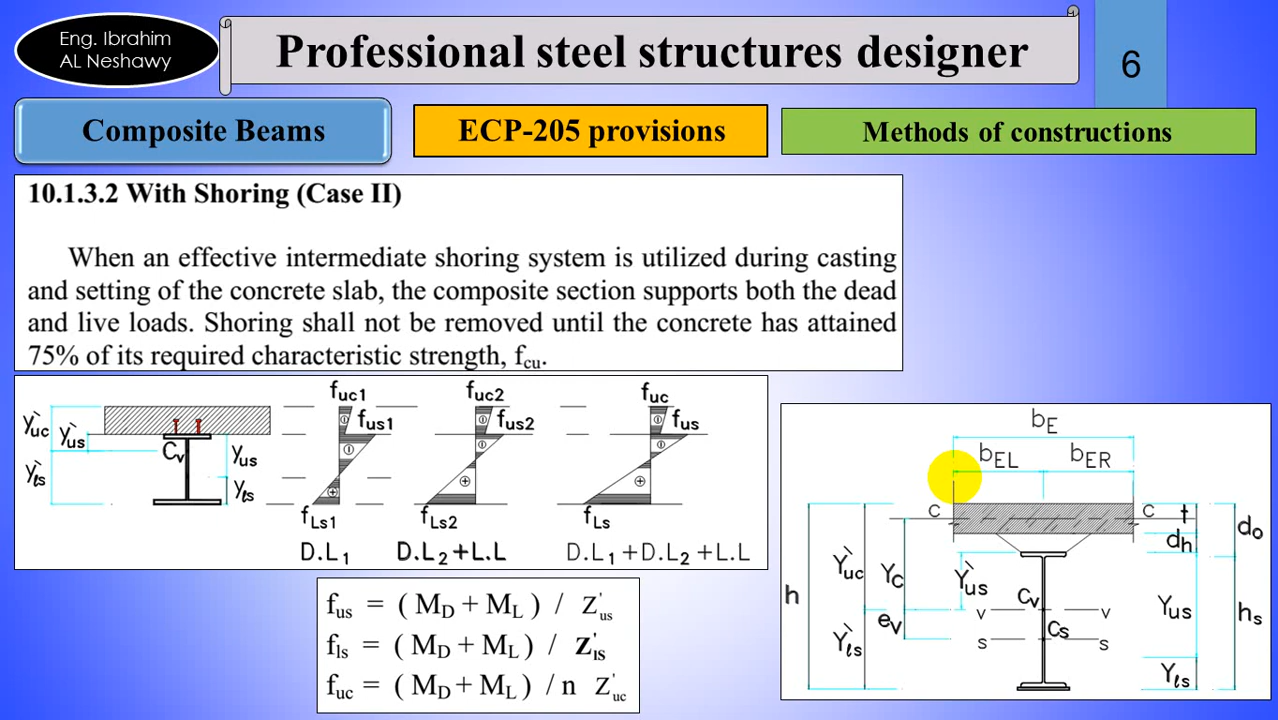 Eng. Ibrahim
AL Neshawy
Professional steel structures designer
6
Composite Beams
ECP-205 provisions
Methods of constructions
10.1.3.2 With Shoring (Case II)
When an effective intermediate shoring system is utilized during casting
and setting of the concrete slab, the composite section supports both the dead
and live loads. Shoring shall not be removed until the concrete has attained
75% of its required characteristic strength, fcu.
fuc1 fuc2 fuc
y`uc y`us fus1 fus2 fus
Cv yus
y`ls yls
fLs1 fLs2 fLs
D.L1 D.L2+L.L D.L1+D.L2+L.L
fus = ( MD + ML ) / Z'us
fls = ( MD + ML ) / Z'ls
fuc = ( MD + ML ) / n Z'uc
bE
bEL bER
c c t
do
dh
Y`uc Yc Y`us
h Cv Yus hs
v v
ev Cs
s s
Y`ls Yls